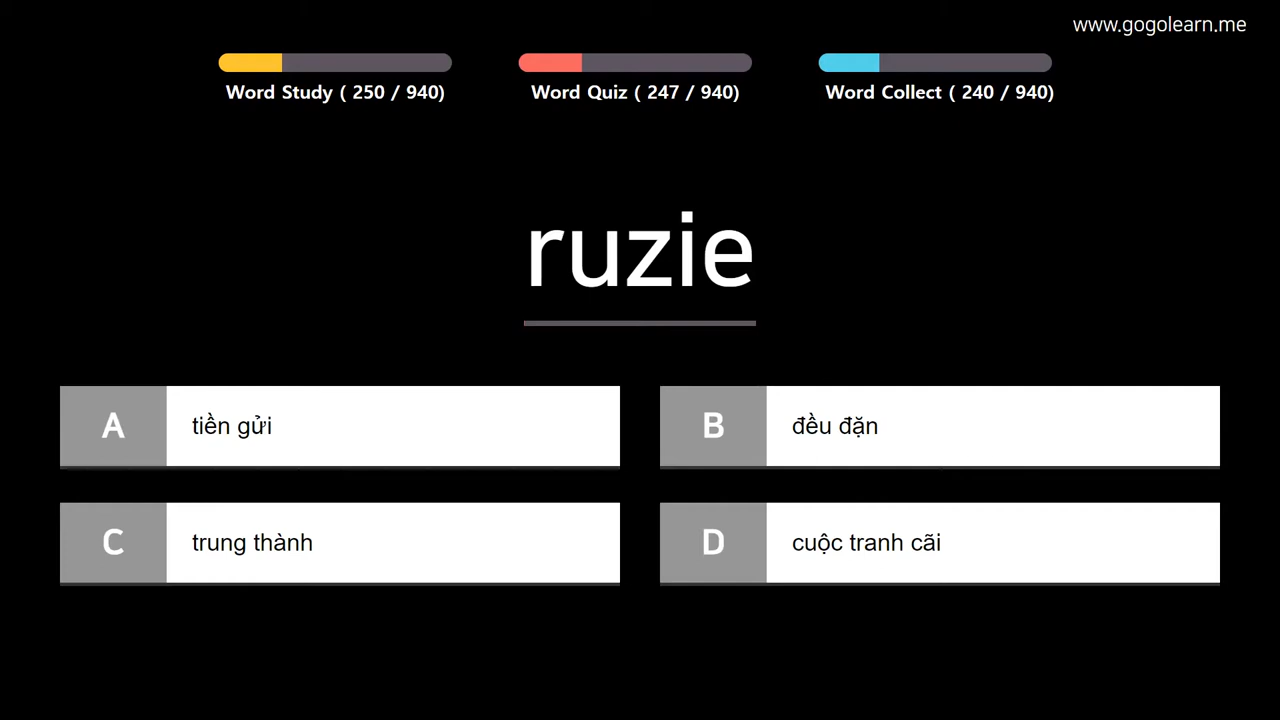 www.gogolearn.me
Word Study ( 250 / 940)
Word Quiz ( 247 / 940)
Word Collect ( 240 / 940)
ruzie
A tiền gửi
B đều đặn
C trung thành
D cuộc tranh cãi